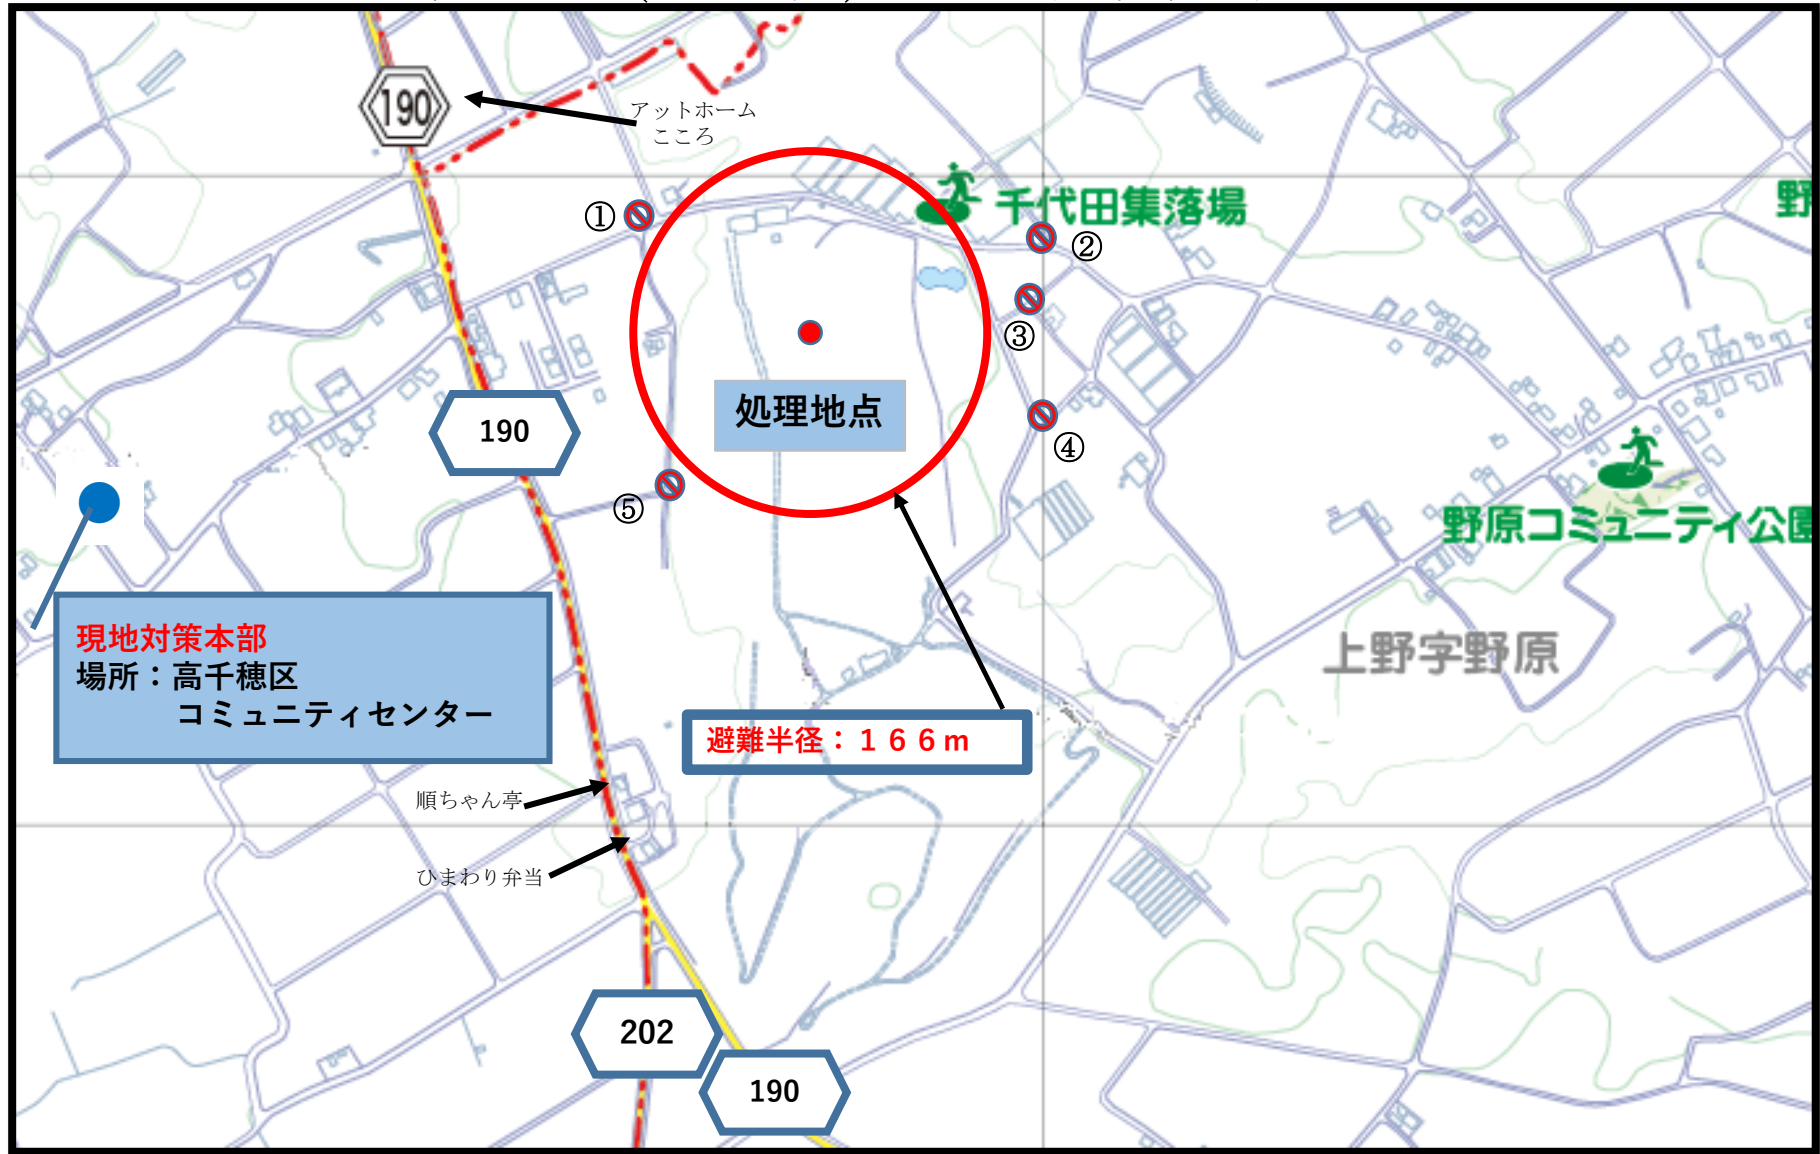 190
アットホーム
こころ
千代田集落場
野
①
②
③
④
⑤
処理地点
190
野原コミュニティ公園
上野字野原
現地対策本部
場所：高千穂区
コミュニティセンター
避難半径：１６６ｍ
順ちゃん亭
ひまわり弁当
202
190